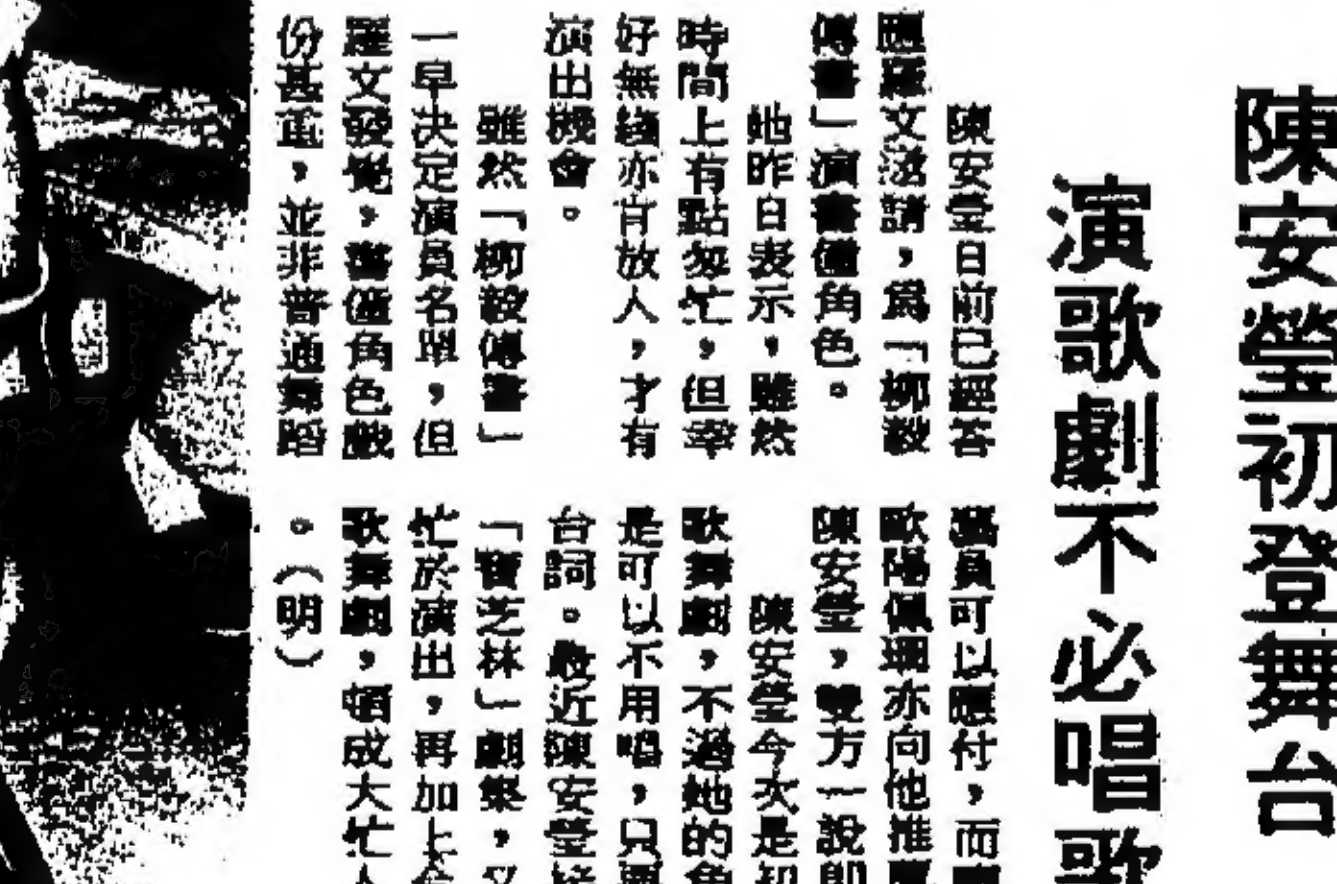 陳安瑩初登舞台
演歌劇不必唱歌
陳安瑩日前已經答
應羅文邀請，爲「柳毅
傳書」演書僮角色。
她昨日表示，雖然
時間上有點匆忙，但幸
好無綫亦肯放人，才有
演出機會。
雖然「柳毅傳書」
一早決定演員名單，但
羅文發覺，書僮角色戲
份甚重，並非普通舞蹈
員可以應付，而
歐陽佩珊亦向他推
陳安瑩，雙方一說即
陳安瑩今次是初
歌舞劇，不過她的角
是可以不用唱，只要
台詞。最近陳安瑩
「寶芝林」劇集，又
忙於演出，再加上
歌舞劇，頓成大忙人
。（明）